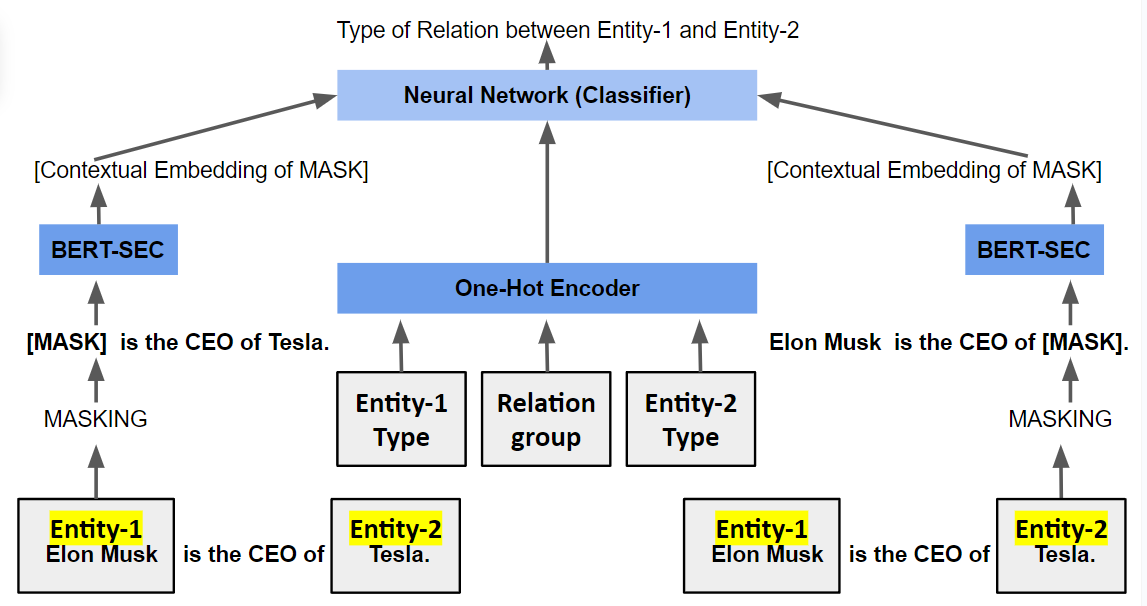 Type of Relation between Entity-1 and Entity-2
Neural Network (Classifier)
[Contextual Embedding of MASK]
[Contextual Embedding of MASK]
BERT-SEC
BERT-SEC
One-Hot Encoder
[MASK] is the CEO of Tesla.
Elon Musk is the CEO of [MASK].
Entity-1
Type
Relation
group
Entity-2
Type
MASKING
MASKING
Entity-1
Elon Musk
is the CEO of
Entity-2
Tesla.
Entity-1
Elon Musk
is the CEO of
Entity-2
Tesla.